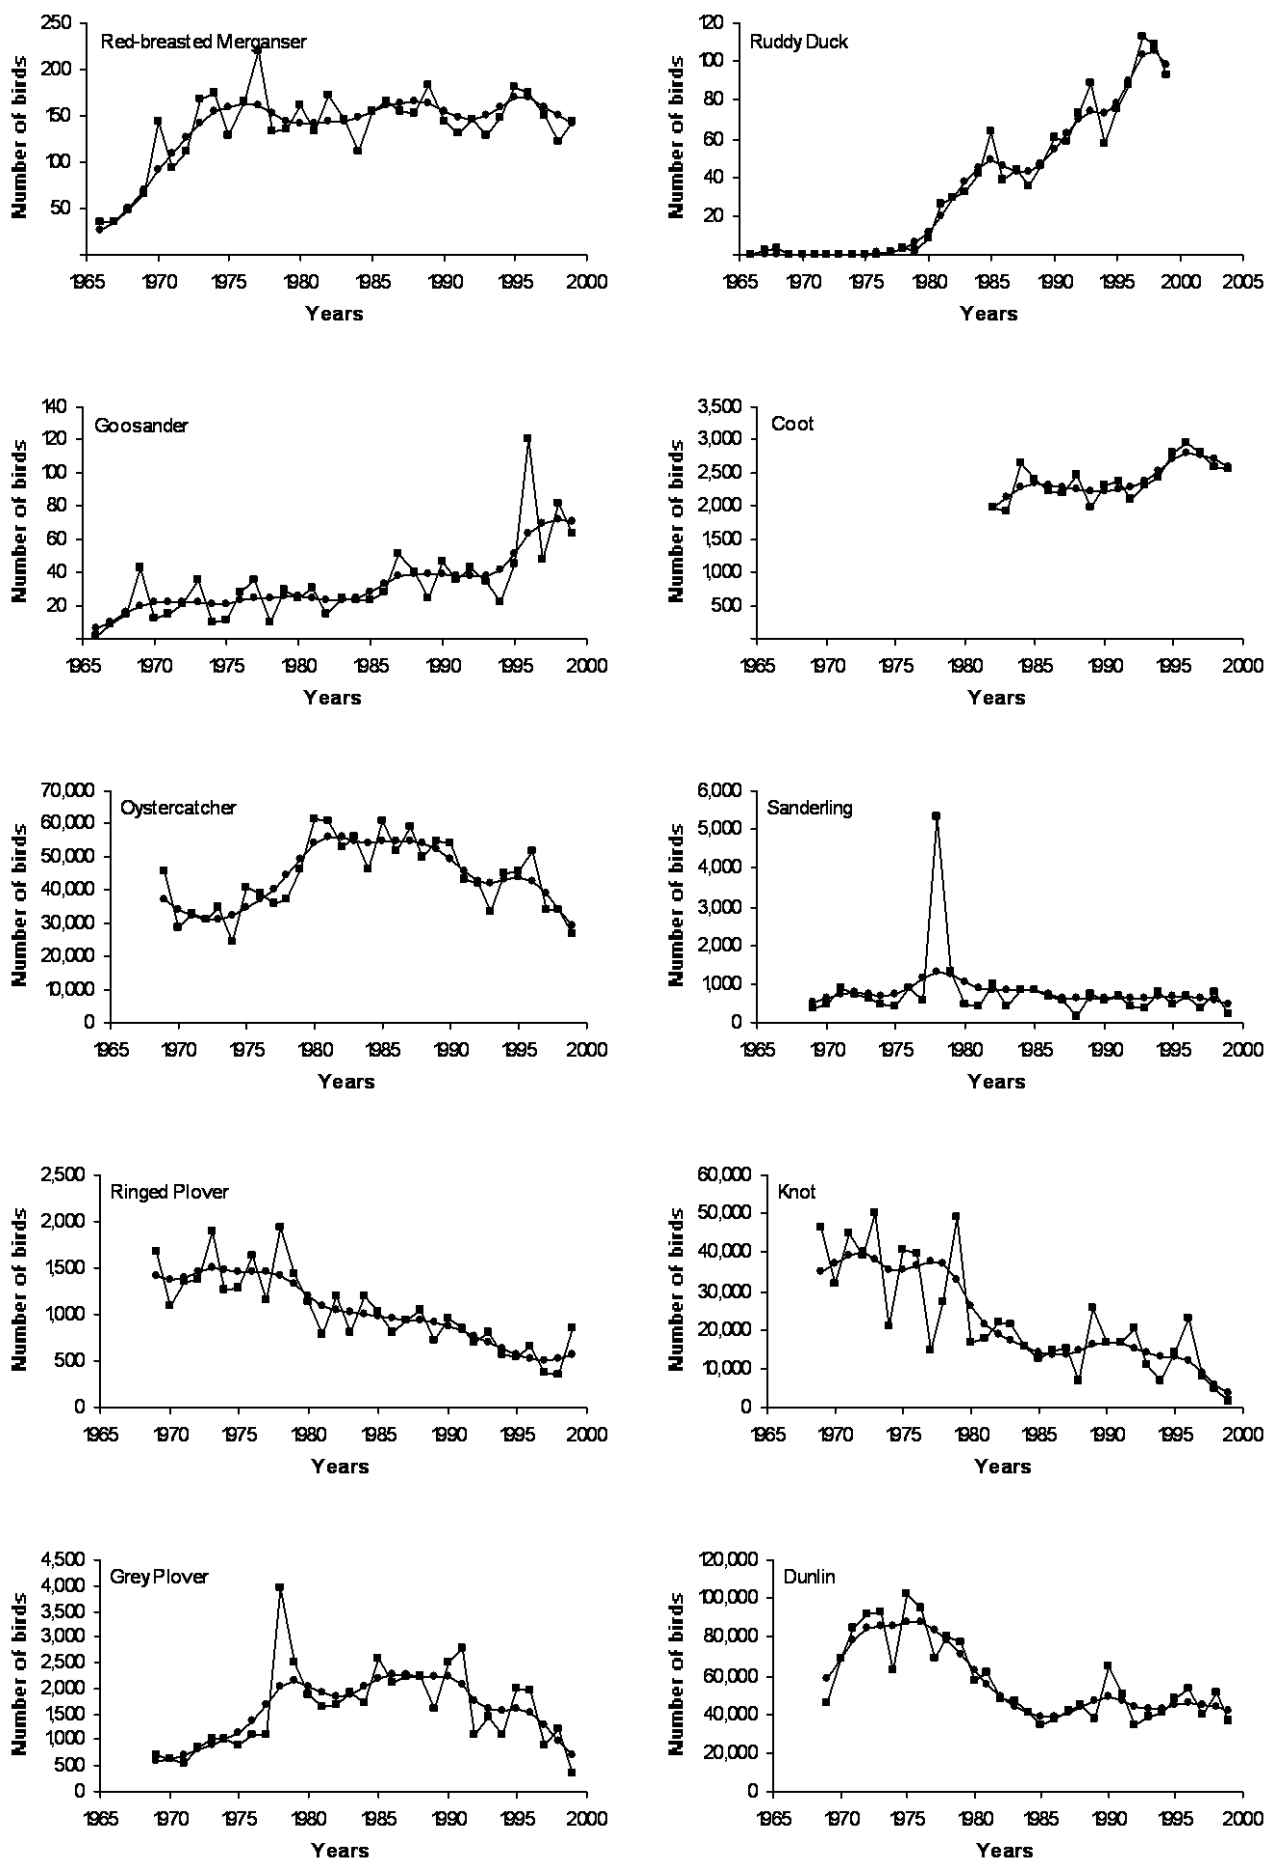 250
200
150
100
50
Number of birds
Red-breasted Merganser
1965 1970 1975 1980 1985 1990 1995 2000
Years
120
100
80
60
40
20
Number of birds
Ruddy Duck
1965 1970 1975 1980 1985 1990 1995 2000 2005
Years
140
120
100
80
60
40
20
Number of birds
Goosander
1965 1970 1975 1980 1985 1990 1995 2000
Years
3,500
3,000
2,500
2,000
1,500
1,000
500
Number of birds
Coot
1965 1970 1975 1980 1985 1990 1995 2000
Years
70,000
60,000
50,000
40,000
30,000
20,000
10,000
0
Number of birds
Oystercatcher
1965 1970 1975 1980 1985 1990 1995 2000
Years
6,000
5,000
4,000
3,000
2,000
1,000
0
Number of birds
Sanderling
1965 1970 1975 1980 1985 1990 1995 2000
Years
2,500
2,000
1,500
1,000
500
0
Number of birds
Ringed Plover
1965 1970 1975 1980 1985 1990 1995 2000
Years
60,000
50,000
40,000
30,000
20,000
10,000
0
Number of birds
Knot
1965 1970 1975 1980 1985 1990 1995 2000
Years
4,500
4,000
3,500
3,000
2,500
2,000
1,500
1,000
500
0
Number of birds
Grey Plover
1965 1970 1975 1980 1985 1990 1995 2000
Years
120,000
100,000
80,000
60,000
40,000
20,000
0
Number of birds
Dunlin
1965 1970 1975 1980 1985 1990 1995 2000
Years